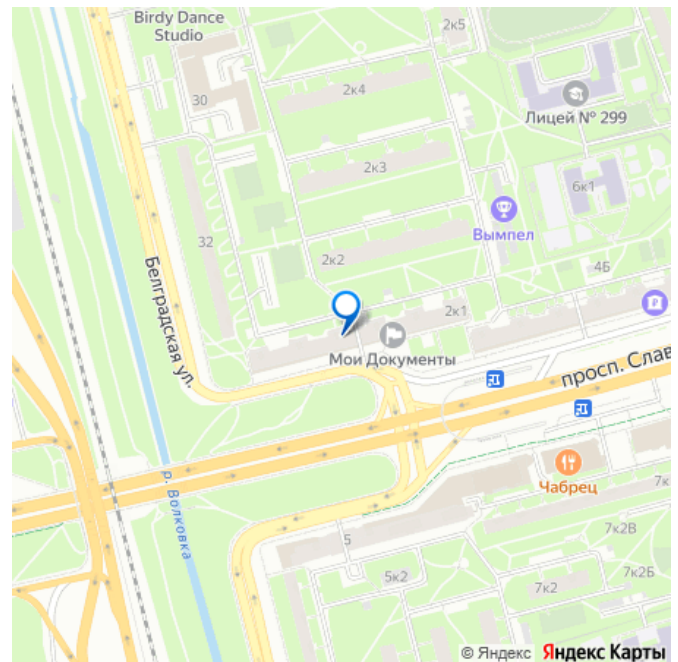 Birdy Dance
Studio
2к5
30
2к4
Лицей № 299
2к3
6к1
Вымпел
32
2к2
4Б
Белградская ул.
2к1
Мои Документы
просп. Слав
р. Волковка
Чабрец
7к
5
7к2В
5к2
7к2
7к2Б
© Яндекс Яндекс Карты